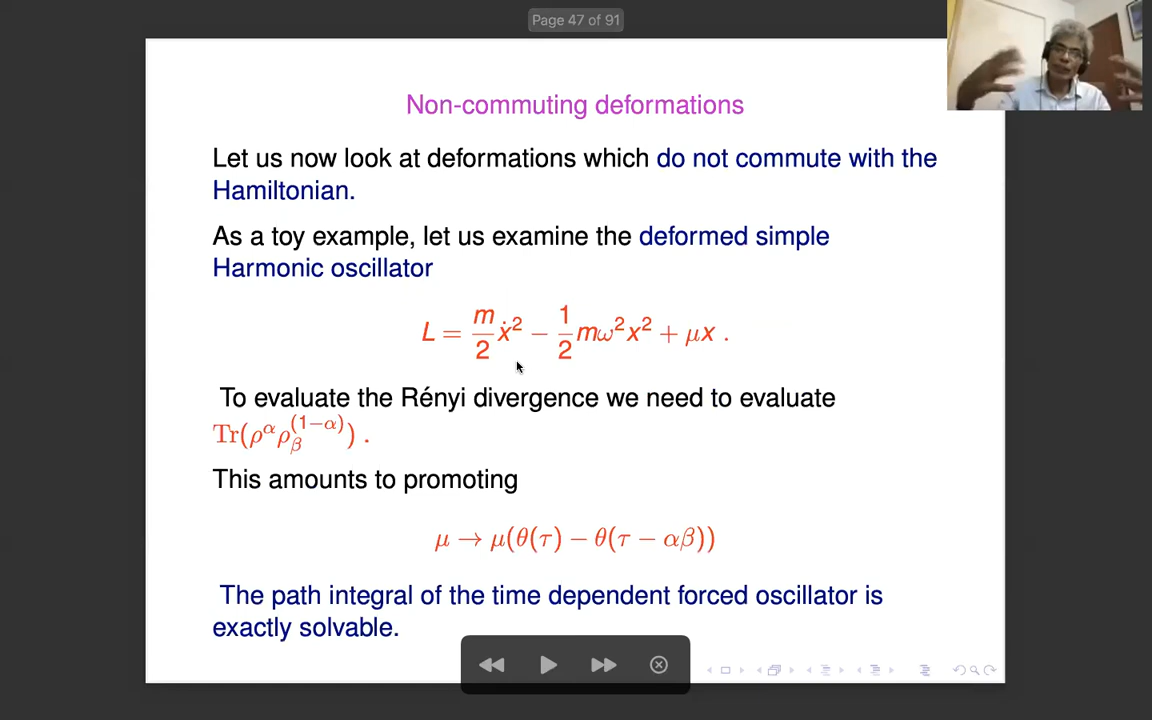 Page 47 of 91
Non-commuting deformations
Let us now look at deformations which do not commute with the
Hamiltonian.
As a toy example, let us examine the deformed simple
Harmonic oscillator
L = m/2 ẋ² − 1/2 mω²x² + μx .
To evaluate the Rényi divergence we need to evaluate
Tr(ρ^α ρ_β^(1−α)) .
This amounts to promoting
μ → μ(θ(τ) − θ(τ − αβ))
The path integral of the time dependent forced oscillator is
exactly solvable.